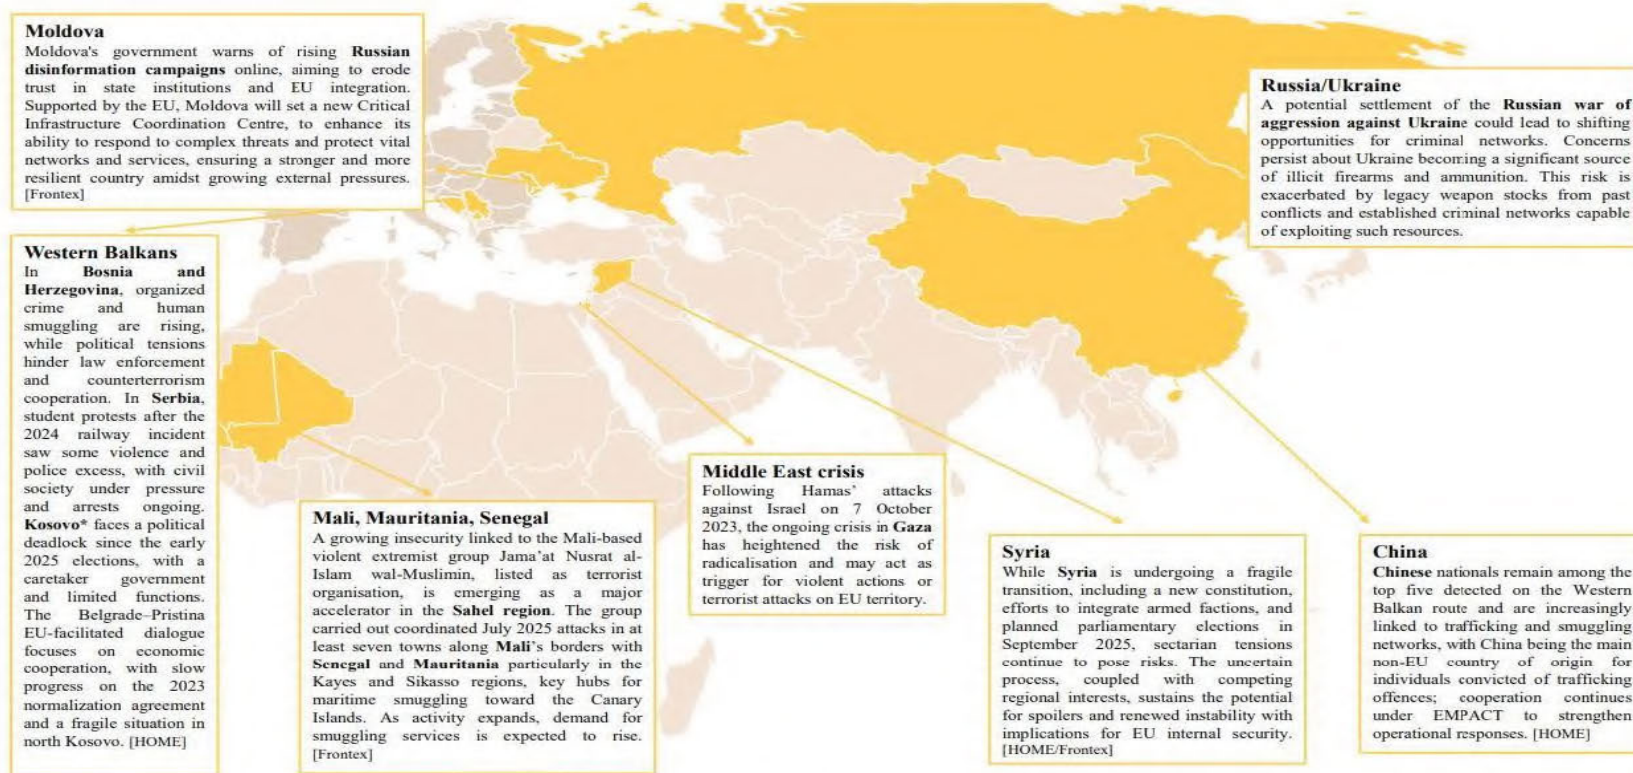 Moldova
Moldova's government warns of rising Russian
disinformation campaigns online, aiming to erode
trust in state institutions and EU integration.
Supported by the EU, Moldova will set a new Critical
Infrastructure Coordination Centre, to enhance its
ability to respond to complex threats and protect vital
networks and services, ensuring a stronger and more
resilient country amidst growing external pressures.
[Frontex]
Russia/Ukraine
A potential settlement of the Russian war of
aggression against Ukraine could lead to shifting
opportunities for criminal networks. Concerns
persist about Ukraine becoming a significant source
of illicit firearms and ammunition. This risk is
exacerbated by legacy weapon stocks from past
conflicts and established criminal networks capable
of exploiting such resources.
Western Balkans
In Bosnia and
Herzegovina, organized
crime and human
smuggling are rising,
while political tensions
hinder law enforcement
and counterterrorism
cooperation. In Serbia,
student protests after the
2024 railway incident
saw some violence and
police excess, with civil
society under pressure
and arrests ongoing.
Kosovo* faces a political
deadlock since the early
2025 elections, with a
caretaker government
and limited functions.
The Belgrade–Pristina
EU-facilitated dialogue
focuses on economic
cooperation, with slow
progress on the 2023
normalization agreement
and a fragile situation in
north Kosovo. [HOME]
Mali, Mauritania, Senegal
A growing insecurity linked to the Mali-based
violent extremist group Jama'at Nusrat al-
Islam wal-Muslimin, listed as terrorist
organisation, is emerging as a major
accelerator in the Sahel region. The group
carried out coordinated July 2025 attacks in at
least seven towns along Mali's borders with
Senegal and Mauritania particularly in the
Kayes and Sikasso regions, key hubs for
maritime smuggling toward the Canary
Islands. As activity expands, demand for
smuggling services is expected to rise.
[Frontex]
Middle East crisis
Following Hamas' attacks
against Israel on 7 October
2023, the ongoing crisis in Gaza
has heightened the risk of
radicalisation and may act as
trigger for violent actions or
terrorist attacks on EU territory.
Syria
While Syria is undergoing a fragile
transition, including a new constitution,
efforts to integrate armed factions, and
planned parliamentary elections in
September 2025, sectarian tensions
continue to pose risks. The uncertain
process, coupled with competing
regional interests, sustains the potential
for spoilers and renewed instability with
implications for EU internal security.
[HOME/Frontex]
China
Chinese nationals remain among the
top five detected on the Western
Balkan route and are increasingly
linked to trafficking and smuggling
networks, with China being the main
non-EU country of origin for
individuals convicted of trafficking
offences; cooperation continues
under EMPACT to strengthen
operational responses. [HOME]